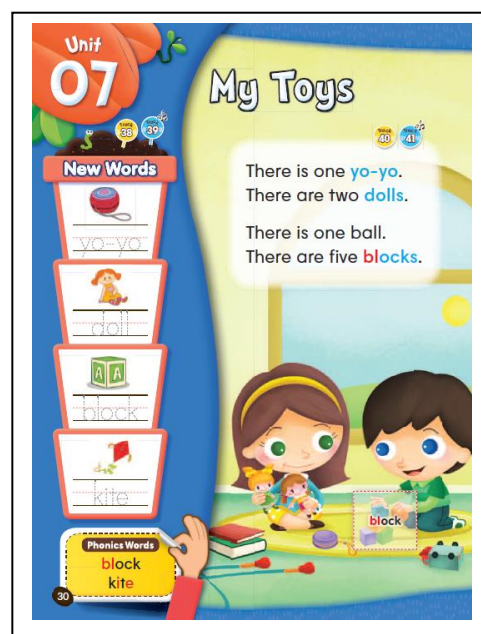 Unit
07
My Toys
Track 38
Track 39
Track 40
Track 41
New Words
yo-yo
doll
block
kite
There is one yo-yo.
There are two dolls.
There is one ball.
There are five blocks.
A A
block
Phonics Words
block
kite
30